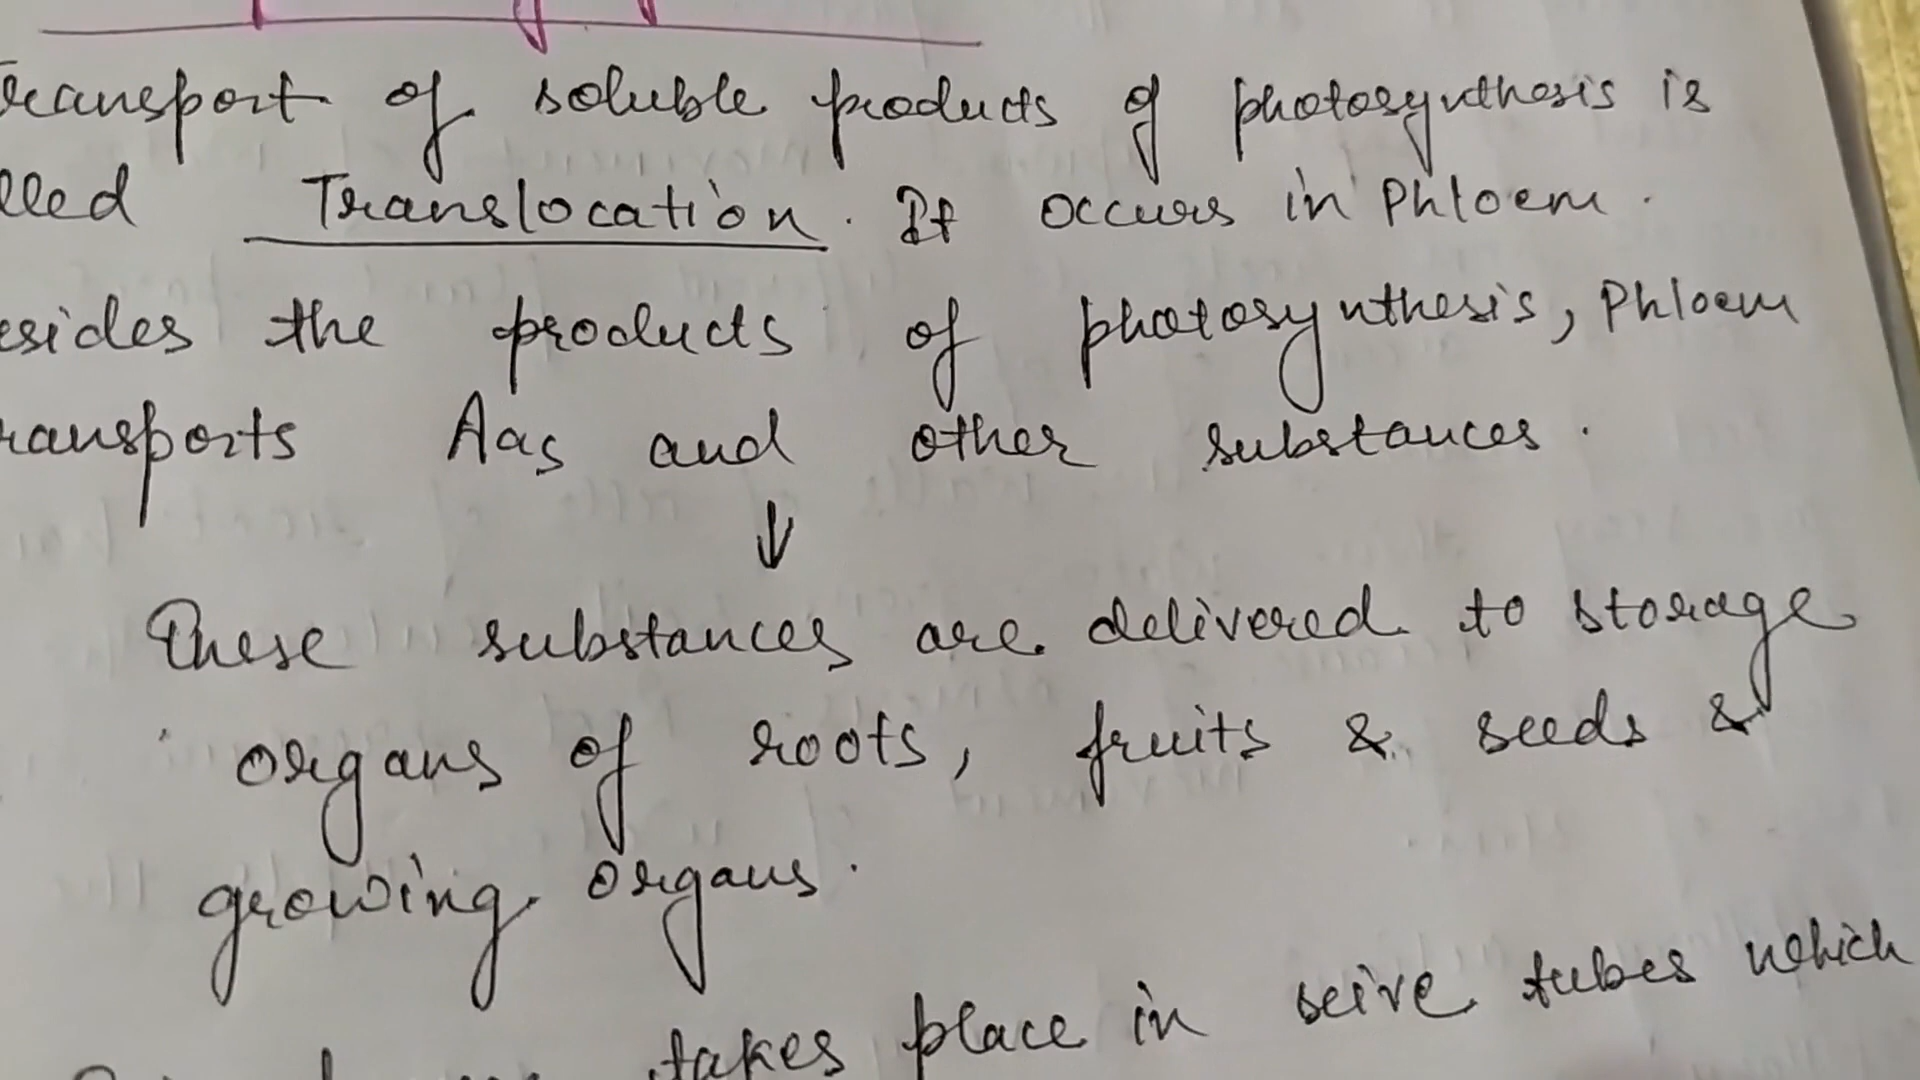 ransport of soluble products of photosynthesis is
lled Translocation. It occurs in Phloem.
esides the products of photosynthesis, Phloem
ransports Aas and other substances.
↓
These substances are delivered to storage
organs of roots, fruits & seeds &
growing organs.
takes place in seive tubes which